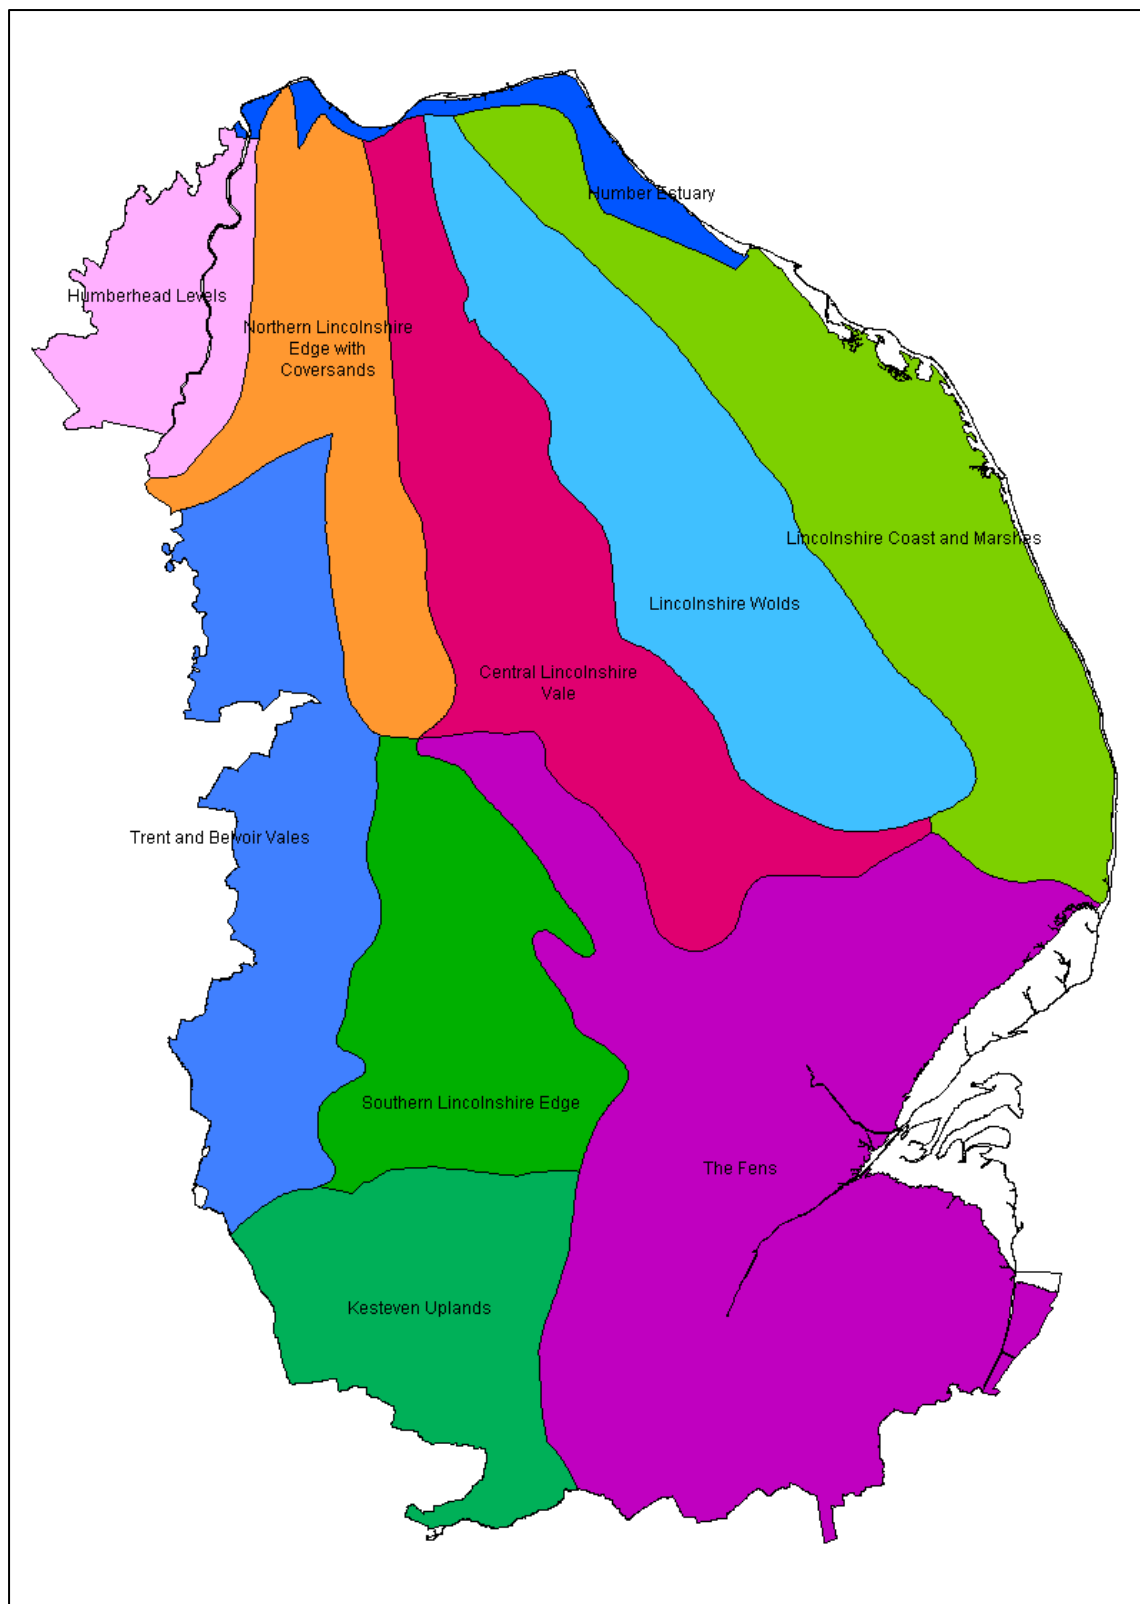 Humber Estuary
Humberhead Levels
Northern Lincolnshire
Edge with
Coversands
Lincolnshire Coast and Marshes
Lincolnshire Wolds
Central Lincolnshire
Vale
Trent and Belvoir Vales
Southern Lincolnshire Edge
The Fens
Kesteven Uplands